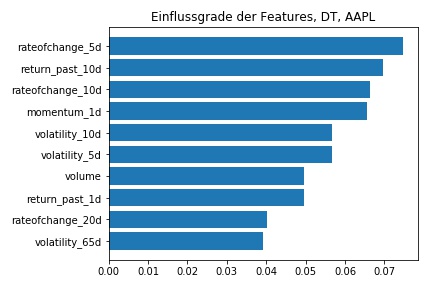 Einflussgrade der Features, DT, AAPL
rateofchange_5d
return_past_10d
rateofchange_10d
momentum_1d
volatility_10d
volatility_5d
volume
return_past_1d
rateofchange_20d
volatility_65d
0.00 0.01 0.02 0.03 0.04 0.05 0.06 0.07